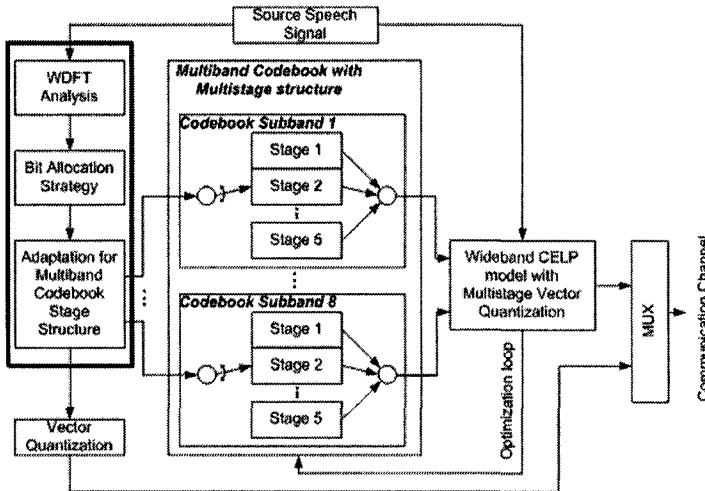 Source Speech
Signal
WDFT
Analysis
Bit Allocation
Strategy
Adaptation for
Multiband
Codebook
Stage
Structure
Vector
Quantization
Multiband Codebook with
Multistage structure
Codebook Subband 1
Stage 1
Stage 2
Stage 5
Codebook Subband 8
Stage 1
Stage 2
Stage 5
Wideband CELP
model with
Multistage Vector
Quantization
Optimization loop
MUX
Communication Channel